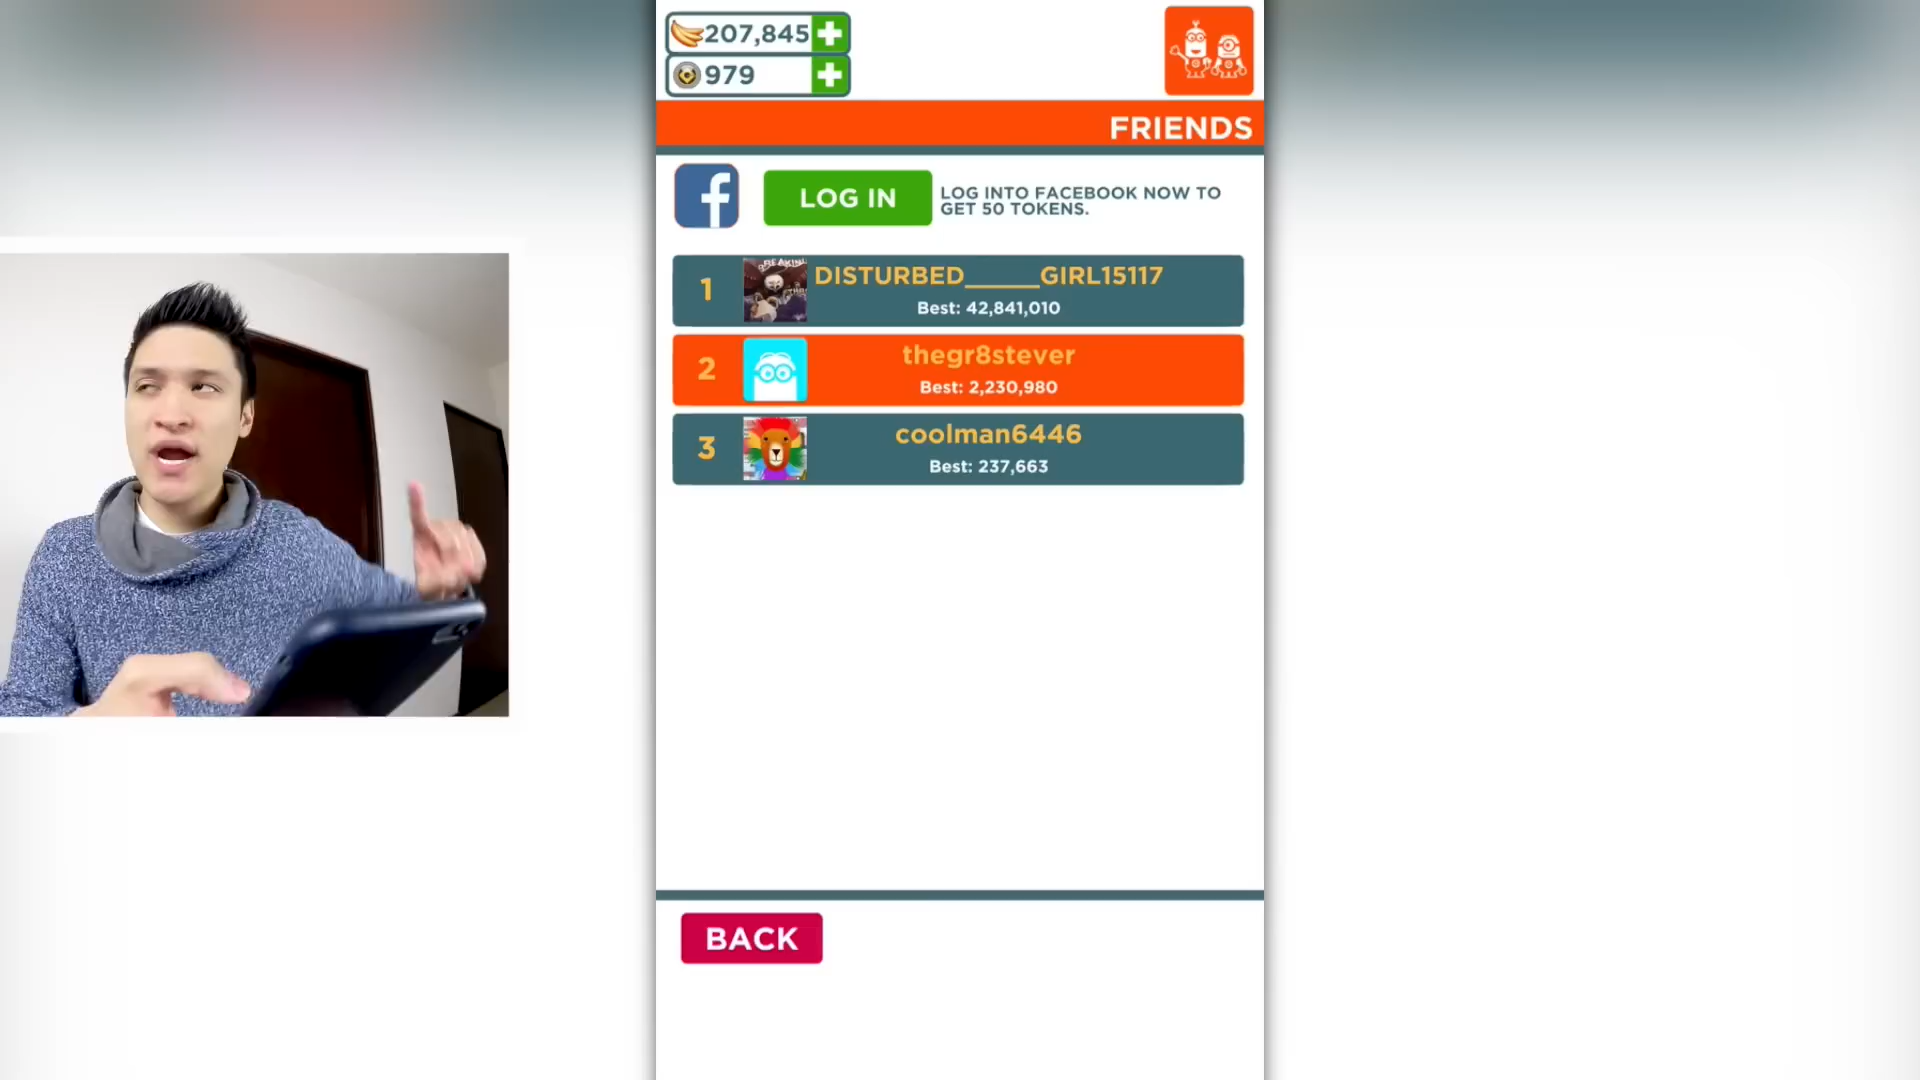 207,845
979
FRIENDS
LOG IN
LOG INTO FACEBOOK NOW TO
GET 50 TOKENS.
1
DISTURBED_____GIRL15117
Best: 42,841,010
2
thegr8stever
Best: 2,230,980
3
coolman6446
Best: 237,663
BACK